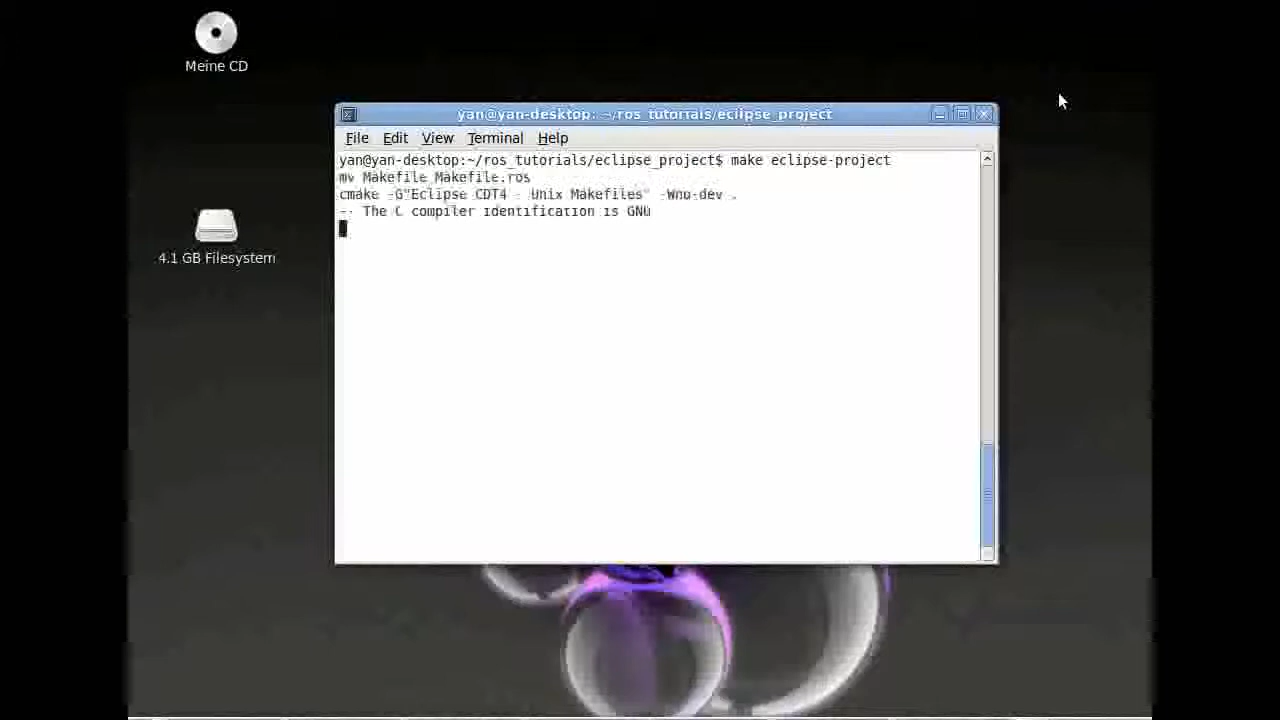 Meine CD
4.1 GB Filesystem
yan@yan-desktop: ~/ros_tutorials/eclipse_project
File Edit View Terminal Help
yan@yan-desktop:~/ros_tutorials/eclipse_project$ make eclipse-project
mv Makefile Makefile.ros
cmake -G"Eclipse CDT4 - Unix Makefiles" -Wno-dev .
-- The C compiler identification is GNU